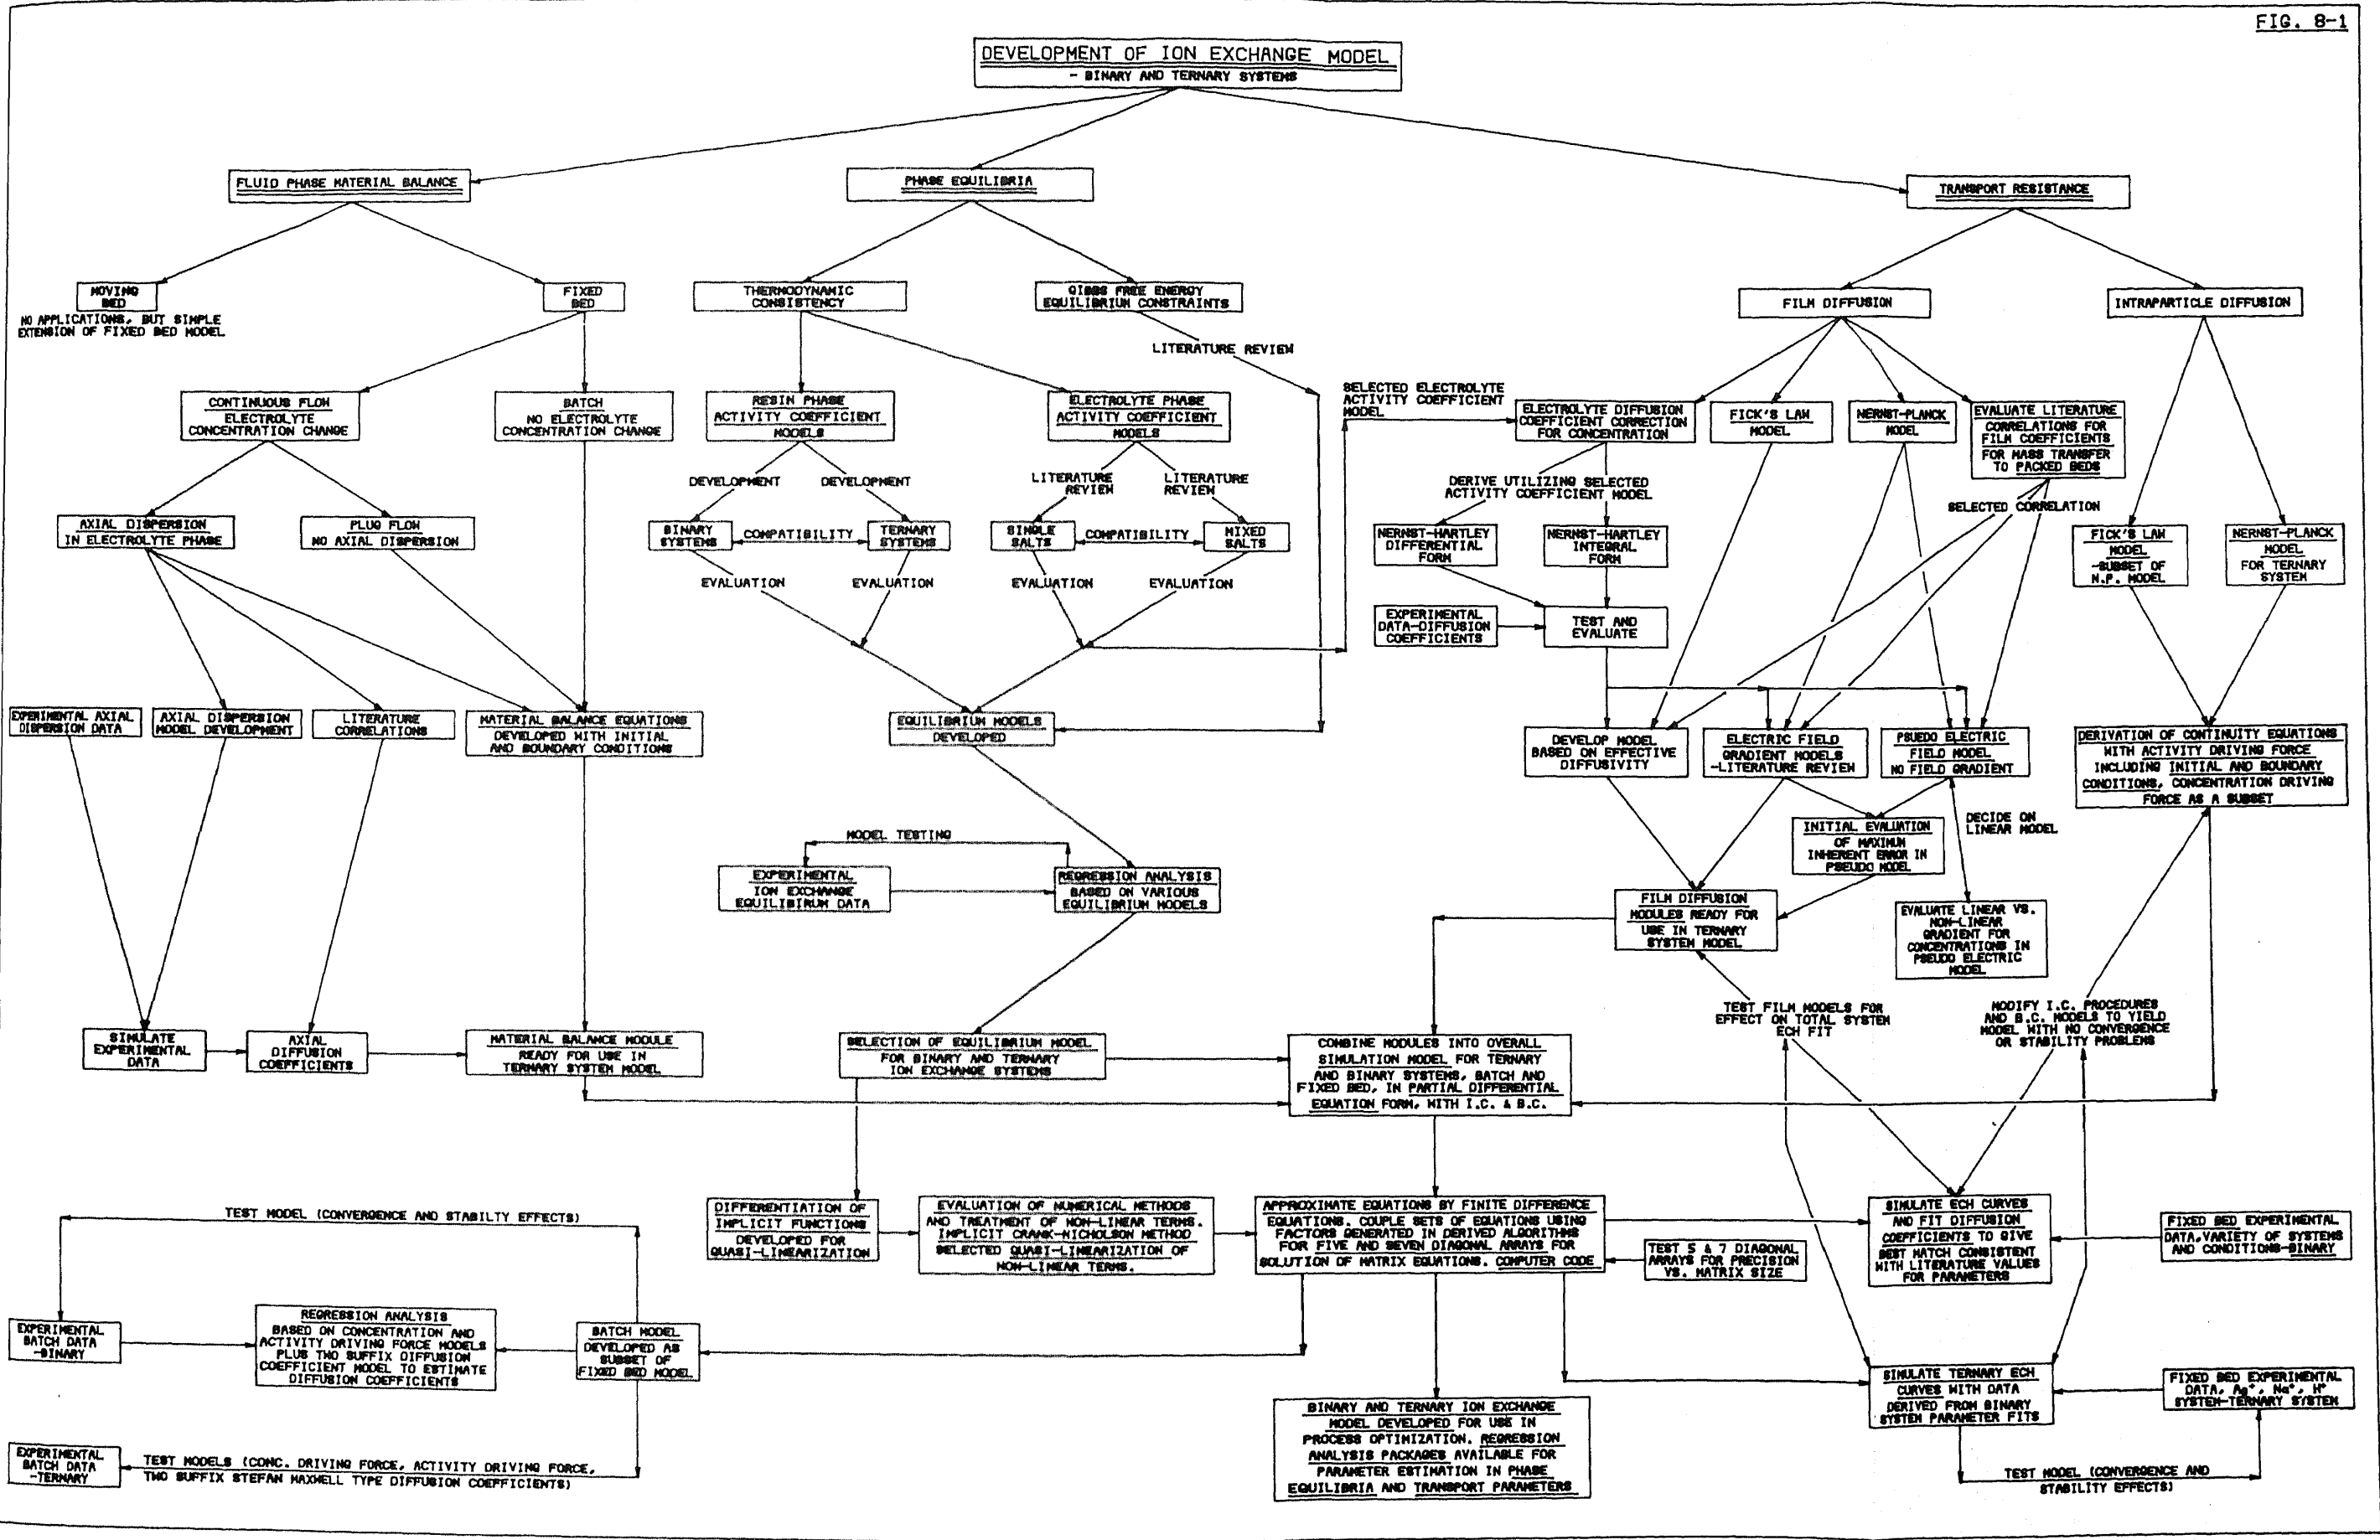 FIG. 8-1
DEVELOPMENT OF ION EXCHANGE MODEL
- BINARY AND TERNARY SYSTEMS
FLUID PHASE MATERIAL BALANCE
PHASE EQUILIBRIA
TRANSPORT RESISTANCE
MOVING
BED
NO APPLICATIONS, BUT SIMPLE
EXTENSION OF FIXED BED MODEL
FIXED
BED
THERMODYNAMIC
CONSISTENCY
GIBBS FREE ENERGY
EQUILIBRIUM CONSTRAINTS
LITERATURE REVIEW
FILM DIFFUSION
INTRAPARTICLE DIFFUSION
CONTINUOUS FLOW
ELECTROLYTE
CONCENTRATION CHANGE
BATCH
NO ELECTROLYTE
CONCENTRATION CHANGE
RESIN PHASE
ACTIVITY COEFFICIENT
MODELS
ELECTROLYTE PHASE
ACTIVITY COEFFICIENT
MODELS
SELECTED ELECTROLYTE
ACTIVITY COEFFICIENT
MODEL
ELECTROLYTE DIFFUSION
COEFFICIENT CORRECTION
FOR CONCENTRATION
FICK'S LAW
MODEL
NERNST-PLANCK
MODEL
EVALUATE LITERATURE
CORRELATIONS FOR
FILM COEFFICIENTS
FOR MASS TRANSFER
TO PACKED BEDS
DEVELOPMENT
DEVELOPMENT
LITERATURE
REVIEW
LITERATURE
REVIEW
DERIVE UTILIZING SELECTED
ACTIVITY COEFFICIENT MODEL
SELECTED CORRELATION
AXIAL DISPERSION
IN ELECTROLYTE PHASE
PLUG FLOW
NO AXIAL DISPERSION
BINARY
SYSTEMS
COMPATIBILITY
TERNARY
SYSTEMS
SINGLE
SALTS
COMPATIBILITY
MIXED
SALTS
NERNST-HARTLEY
DIFFERENTIAL
FORM
NERNST-HARTLEY
INTEGRAL
FORM
FICK'S LAW
MODEL
-SUBSET OF
N.P. MODEL
NERNST-PLANCK
MODEL
FOR TERNARY
SYSTEM
EVALUATION
EVALUATION
EVALUATION
EVALUATION
EXPERIMENTAL
DATA-DIFFUSION
COEFFICIENTS
TEST AND
EVALUATE
EXPERIMENTAL AXIAL
DISPERSION DATA
AXIAL DISPERSION
MODEL DEVELOPMENT
LITERATURE
CORRELATIONS
MATERIAL BALANCE EQUATIONS
DEVELOPED WITH INITIAL
AND BOUNDARY CONDITIONS
EQUILIBRIUM MODELS
DEVELOPED
DEVELOP MODEL
BASED ON EFFECTIVE
DIFFUSIVITY
ELECTRIC FIELD
GRADIENT MODELS
-LITERATURE REVIEW
PSUEDO ELECTRIC
FIELD MODEL
NO FIELD GRADIENT
DERIVATION OF CONTINUITY EQUATIONS
WITH ACTIVITY DRIVING FORCE
INCLUDING INITIAL AND BOUNDARY
CONDITIONS, CONCENTRATION DRIVING
FORCE AS A SUBSET
MODEL TESTING
INITIAL EVALUATION
OF MAXIMUM
INHERENT ERROR IN
PSEUDO MODEL
DECIDE ON
LINEAR MODEL
EXPERIMENTAL
ION EXCHANGE
EQUILIBIRUM DATA
REGRESSION ANALYSIS
BASED ON VARIOUS
EQUILIBRIUM MODELS
FILM DIFFUSION
MODULES READY FOR
USE IN TERNARY
SYSTEM MODEL
EVALUATE LINEAR VS.
NON-LINEAR
GRADIENT FOR
CONCENTRATIONS IN
PSEUDO ELECTRIC
MODEL
TEST FILM MODELS FOR
EFFECT ON TOTAL SYSTEM
ECH FIT
MODIFY I.C. PROCEDURES
AND B.C. MODELS TO YIELD
MODEL WITH NO CONVERGENCE
OR STABILITY PROBLEMS
SIMULATE
EXPERIMENTAL
DATA
AXIAL
DIFFUSION
COEFFICIENTS
MATERIAL BALANCE MODULE
READY FOR USE IN
TERNARY SYSTEM MODEL
SELECTION OF EQUILIBRIUM MODEL
FOR BINARY AND TERNARY
ION EXCHANGE SYSTEMS
COMBINE MODULES INTO OVERALL
SIMULATION MODEL FOR TERNARY
AND BINARY SYSTEMS, BATCH AND
FIXED BED, IN PARTIAL DIFFERENTIAL
EQUATION FORM, WITH I.C. & B.C.
TEST MODEL (CONVERGENCE AND STABILTY EFFECTS)
DIFFERENTIATION OF
IMPLICIT FUNCTIONS
DEVELOPED FOR
QUASI-LINEARIZATION
EVALUATION OF NUMERICAL METHODS
AND TREATMENT OF NON-LINEAR TERMS.
IMPLICIT CRANK-NICHOLSON METHOD
SELECTED QUASI-LINEARIZATION OF
NON-LINEAR TERMS.
APPROXIMATE EQUATIONS BY FINITE DIFFERENCE
EQUATIONS. COUPLE SETS OF EQUATIONS USING
FACTORS GENERATED IN DERIVED ALGORITHMS
FOR FIVE AND SEVEN DIAGONAL ARRAYS FOR
SOLUTION OF MATRIX EQUATIONS. COMPUTER CODE
TEST 5 & 7 DIAGONAL
ARRAYS FOR PRECISION
VS. MATRIX SIZE
SIMULATE ECH CURVES
AND FIT DIFFUSION
COEFFICIENTS TO GIVE
BEST MATCH CONSISTENT
WITH LITERATURE VALUES
FOR PARAMETERS
FIXED BED EXPERIMENTAL
DATA,VARIETY OF SYSTEMS
AND CONDITIONS-BINARY
EXPERIMENTAL
BATCH DATA
-BINARY
REGRESSION ANALYSIS
BASED ON CONCENTRATION AND
ACTIVITY DRIVING FORCE MODELS
PLUS TWO SUFFIX DIFFUSION
COEFFICIENT MODEL TO ESTIMATE
DIFFUSION COEFFICIENTS
BATCH MODEL
DEVELOPED AS
SUBSET OF
FIXED BED MODEL
SIMULATE TERNARY ECH
CURVES WITH DATA
DERIVED FROM BINARY
SYSTEM PARAMETER FITS
FIXED BED EXPERIMENTAL
DATA, Ag⁺, Na⁺, H⁺
SYSTEM-TERNARY SYSTEM
BINARY AND TERNARY ION EXCHANGE
MODEL DEVELOPED FOR USE IN
PROCESS OPTIMIZATION. REGRESSION
ANALYSIS PACKAGES AVAILABLE FOR
PARAMETER ESTIMATION IN PHASE
EQUILIBRIA AND TRANSPORT PARAMETERS
EXPERIMENTAL
BATCH DATA
-TERNARY
TEST MODELS (CONC. DRIVING FORCE, ACTIVITY DRIVING FORCE,
TWO SUFFIX STEFAN MAXWELL TYPE DIFFUSION COEFFICIENTS)
TEST MODEL (CONVERGENCE AND
STABILITY EFFECTS)